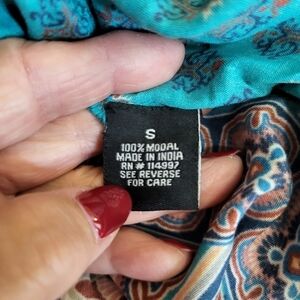 S
100% MODAL
MADE IN INDIA
RN # 114997
SEE REVERSE
FOR CARE